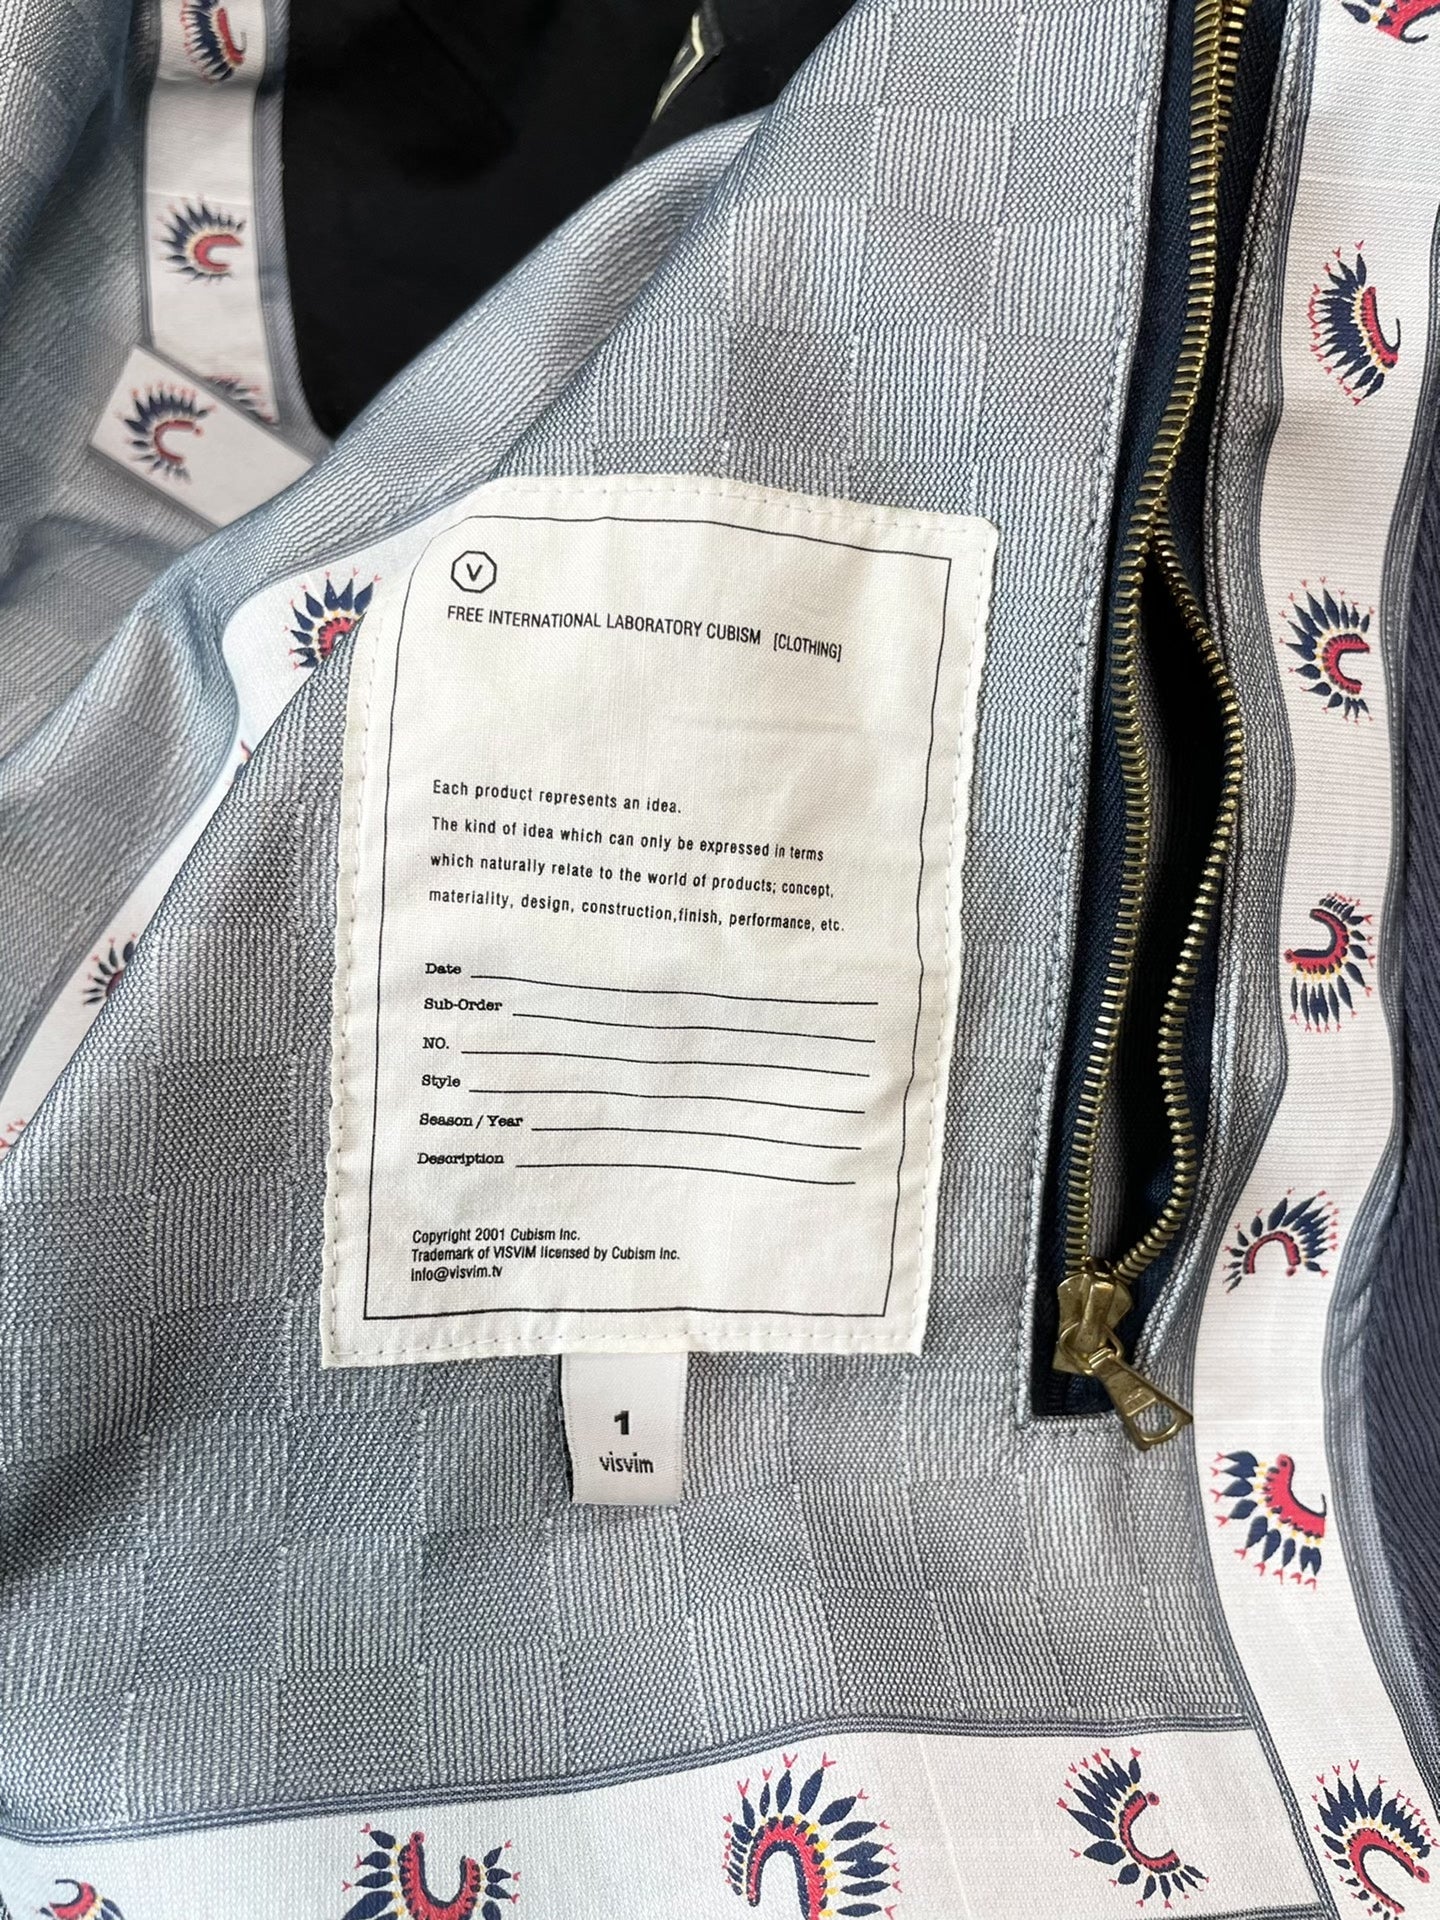 V
FREE INTERNATIONAL LABORATORY CUBISM [CLOTHING]
Each product represents an idea.
The kind of idea which can only be expressed in terms
which naturally relate to the world of products; concept,
materiality, design, construction,finish, performance, etc.
Date
Sub-Order
NO.
Style
Season / Year
Description
Copyright 2001 Cubism Inc.
Trademark of VISVIM licensed by Cubism Inc.
info@visvim.tv
1
visvim